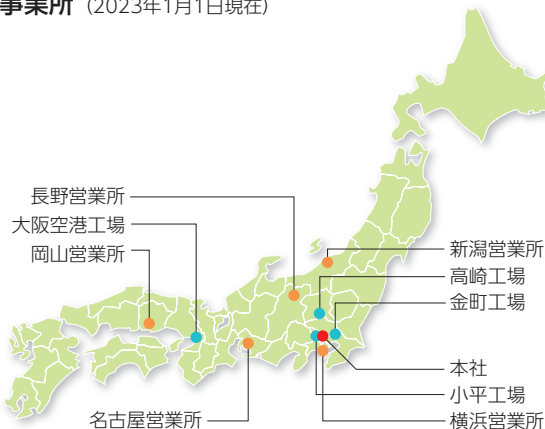 事業所 (2023年1月1日現在)
長野営業所
大阪空港工場
岡山営業所
新潟営業所
高崎工場
金町工場
本社
小平工場
横浜営業所
名古屋営業所